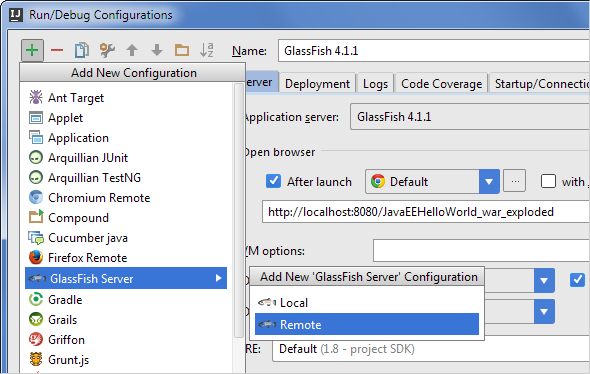 Run/Debug Configurations
Name: GlassFish 4.1.1
Add New Configuration
Ant Target
Applet
Application
Arquillian JUnit
Arquillian TestNG
Chromium Remote
Compound
Cucumber java
Firefox Remote
GlassFish Server
Gradle
Grails
Griffon
Grunt.js
erver Deployment Logs Code Coverage Startup/Connection
Application server: GlassFish 4.1.1
Open browser
After launch Default ... with
http://localhost:8080/JavaEEHelloWorld_war_exploded
VM options:
Add New 'GlassFish Server' Configuration
Local
Remote
RE: Default (1.8 - project SDK)